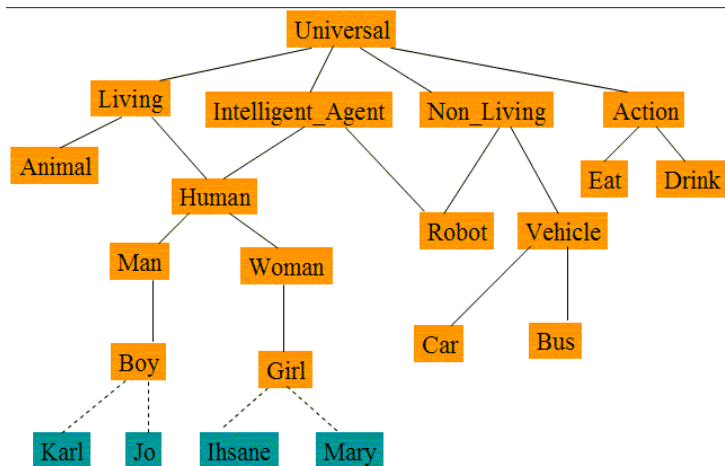 Universal
Living
Intelligent_Agent
Non_Living
Action
Animal
Human
Eat
Drink
Robot
Vehicle
Man
Woman
Car
Bus
Boy
Girl
Karl
Jo
Ihsane
Mary